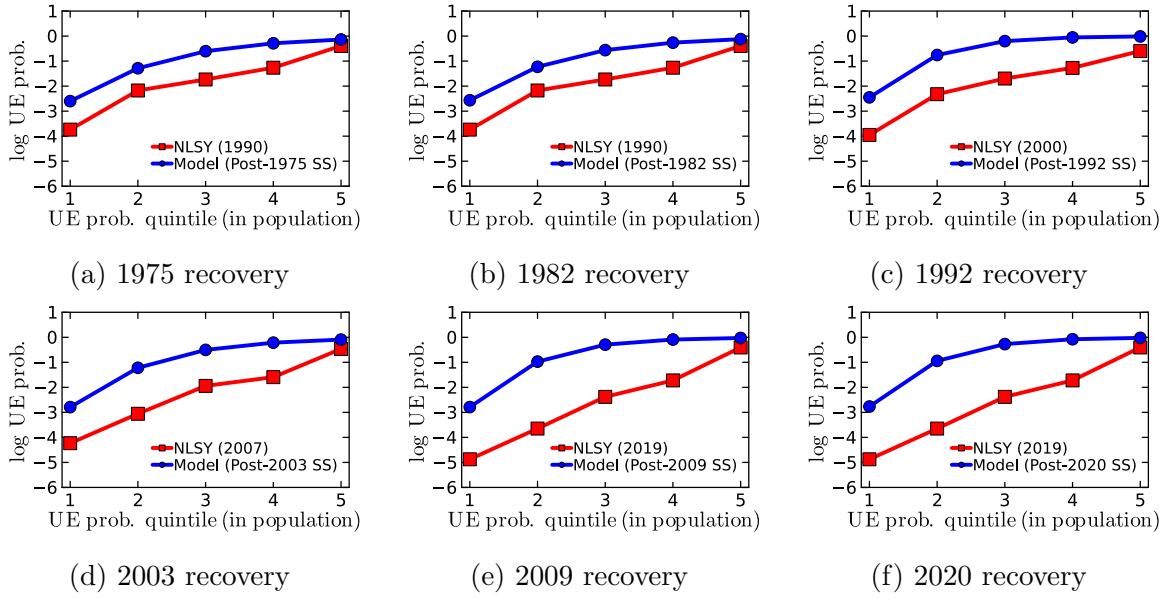 1
0
−1
−2
−3
−4
−5
−6
log UE prob.
NLSY (1990)
Model (Post-1975 SS)
1 2 3 4 5
UE prob. quintile (in population)
(a) 1975 recovery
1
0
−1
−2
−3
−4
−5
−6
log UE prob.
NLSY (1990)
Model (Post-1982 SS)
1 2 3 4 5
UE prob. quintile (in population)
(b) 1982 recovery
1
0
−1
−2
−3
−4
−5
−6
log UE prob.
NLSY (2000)
Model (Post-1992 SS)
1 2 3 4 5
UE prob. quintile (in population)
(c) 1992 recovery
1
0
−1
−2
−3
−4
−5
−6
log UE prob.
NLSY (2007)
Model (Post-2003 SS)
1 2 3 4 5
UE prob. quintile (in population)
(d) 2003 recovery
1
0
−1
−2
−3
−4
−5
−6
log UE prob.
NLSY (2019)
Model (Post-2009 SS)
1 2 3 4 5
UE prob. quintile (in population)
(e) 2009 recovery
1
0
−1
−2
−3
−4
−5
−6
log UE prob.
NLSY (2019)
Model (Post-2020 SS)
1 2 3 4 5
UE prob. quintile (in population)
(f) 2020 recovery